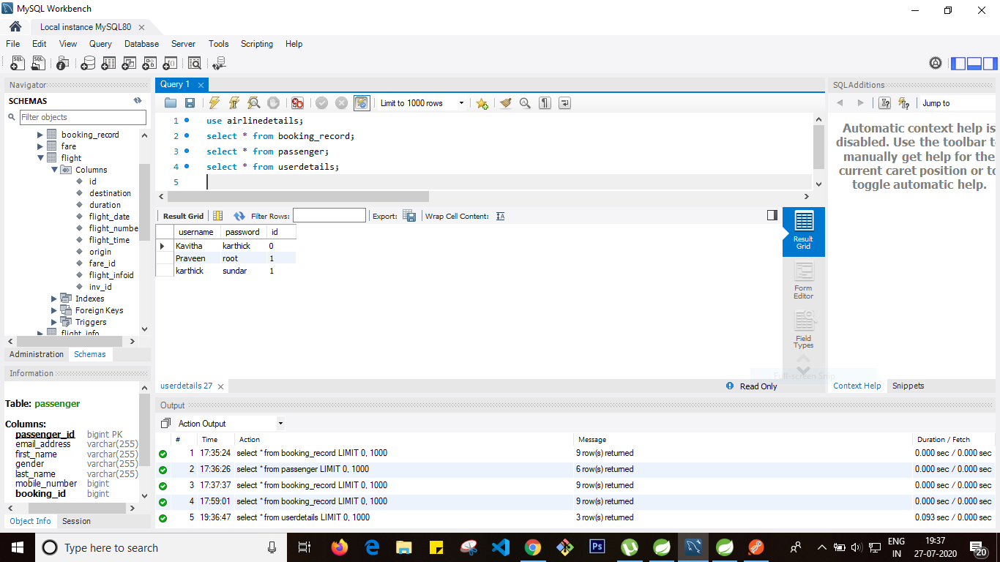 MySQL Workbench
Local instance MySQL80
File Edit View Query Database Server Tools Scripting Help
Navigator
SCHEMAS
Filter objects
booking_record
fare
flight
Columns
id
destination
duration
flight_date
flight_numbe
flight_time
origin
fare_id
flight_infoid
inv_id
Indexes
Foreign Keys
Triggers
flight_info
Administration Schemas
Information
Table: passenger
Columns:
passenger_id bigint PK
email_address varchar(255)
first_name varchar(255)
gender varchar(255)
last_name varchar(255)
mobile_number bigint
booking_id bigint
Object Info Session
Query 1
Limit to 1000 rows
1 use airlinedetails;
2 select * from booking_record;
3 select * from passenger;
4 select * from userdetails;
5
Result Grid Filter Rows: Export: Wrap Cell Content:
username password id
Kavitha karthick 0
Praveen root 1
karthick sundar 1
Result Grid
Form Editor
Field Types
userdetails 27
Full-screen Snip
Read Only
SQLAdditions
Jump to
Automatic context help is
disabled. Use the toolbar t
manually get help for the
current caret position or to
toggle automatic help.
Context Help Snippets
Output
Action Output
# Time Action Message Duration / Fetch
1 17:35:24 select * from booking_record LIMIT 0, 1000 9 row(s) returned 0.000 sec / 0.000 sec
2 17:36:26 select * from passenger LIMIT 0, 1000 6 row(s) returned 0.000 sec / 0.000 sec
3 17:37:37 select * from booking_record LIMIT 0, 1000 9 row(s) returned 0.000 sec / 0.000 sec
4 17:59:01 select * from booking_record LIMIT 0, 1000 9 row(s) returned 0.000 sec / 0.000 sec
5 19:36:47 select * from userdetails LIMIT 0, 1000 3 row(s) returned 0.093 sec / 0.000 sec
Type here to search
Ps
ENG
IN
19:37
27-07-2020
20